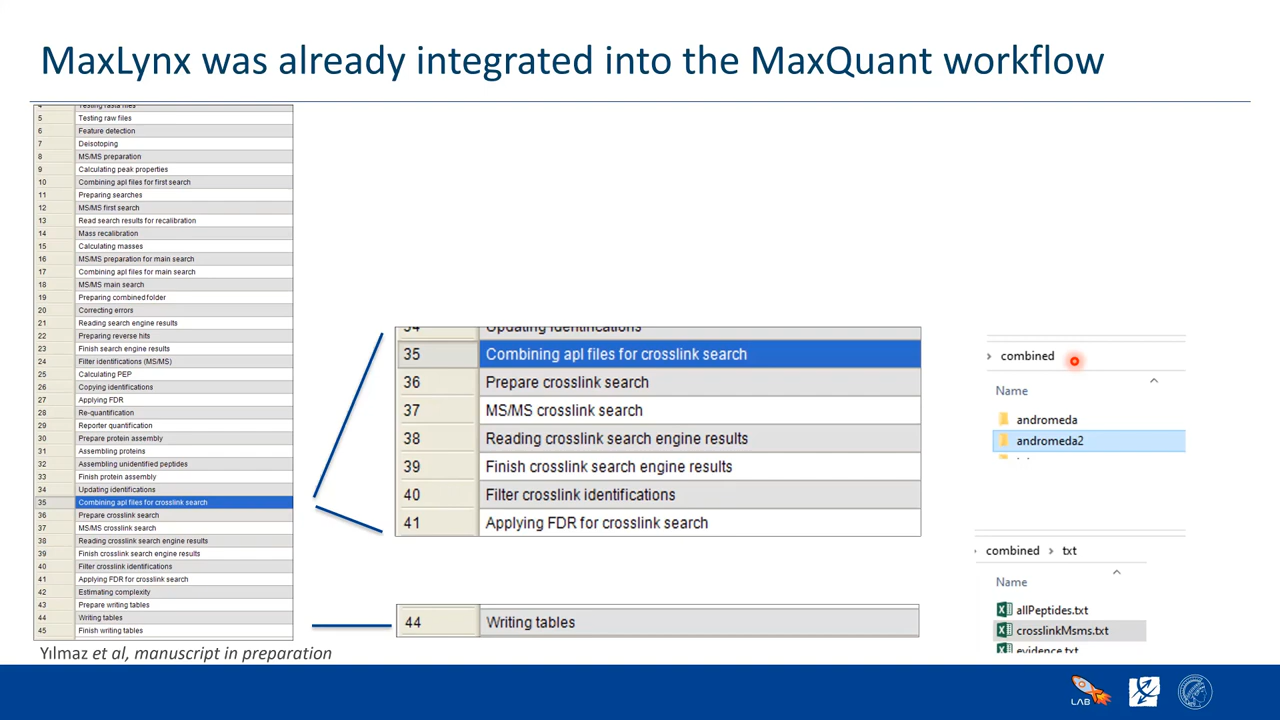 MaxLynx was already integrated into the MaxQuant workflow
4 Testing fasta files
5 Testing raw files
6 Feature detection
7 Deisotoping
8 MS/MS preparation
9 Calculating peak properties
10 Combining apl files for first search
11 Preparing searches
12 MS/MS first search
13 Read search results for recalibration
14 Mass recalibration
15 Calculating masses
16 MS/MS preparation for main search
17 Combining apl files for main search
18 MS/MS main search
19 Preparing combined folder
20 Correcting errors
21 Reading search engine results
22 Preparing reverse hits
23 Finish search engine results
24 Filter identifications (MS/MS)
25 Calculating PEP
26 Copying identifications
27 Applying FDR
28 Re-quantification
29 Reporter quantification
30 Prepare protein assembly
31 Assembling proteins
32 Assembling unidentified peptides
33 Finish protein assembly
34 Updating identifications
35 Combining apl files for crosslink search
36 Prepare crosslink search
37 MS/MS crosslink search
38 Reading crosslink search engine results
39 Finish crosslink search engine results
40 Filter crosslink identifications
41 Applying FDR for crosslink search
42 Estimating complexity
43 Prepare writing tables
44 Writing tables
45 Finish writing tables
34 Updating identifications
35 Combining apl files for crosslink search
36 Prepare crosslink search
37 MS/MS crosslink search
38 Reading crosslink search engine results
39 Finish crosslink search engine results
40 Filter crosslink identifications
41 Applying FDR for crosslink search
44 Writing tables
combined
Name
andromeda
andromeda2
combined txt
Name
allPeptides.txt
crosslinkMsms.txt
evidence.txt
Yılmaz et al, manuscript in preparation
LAB